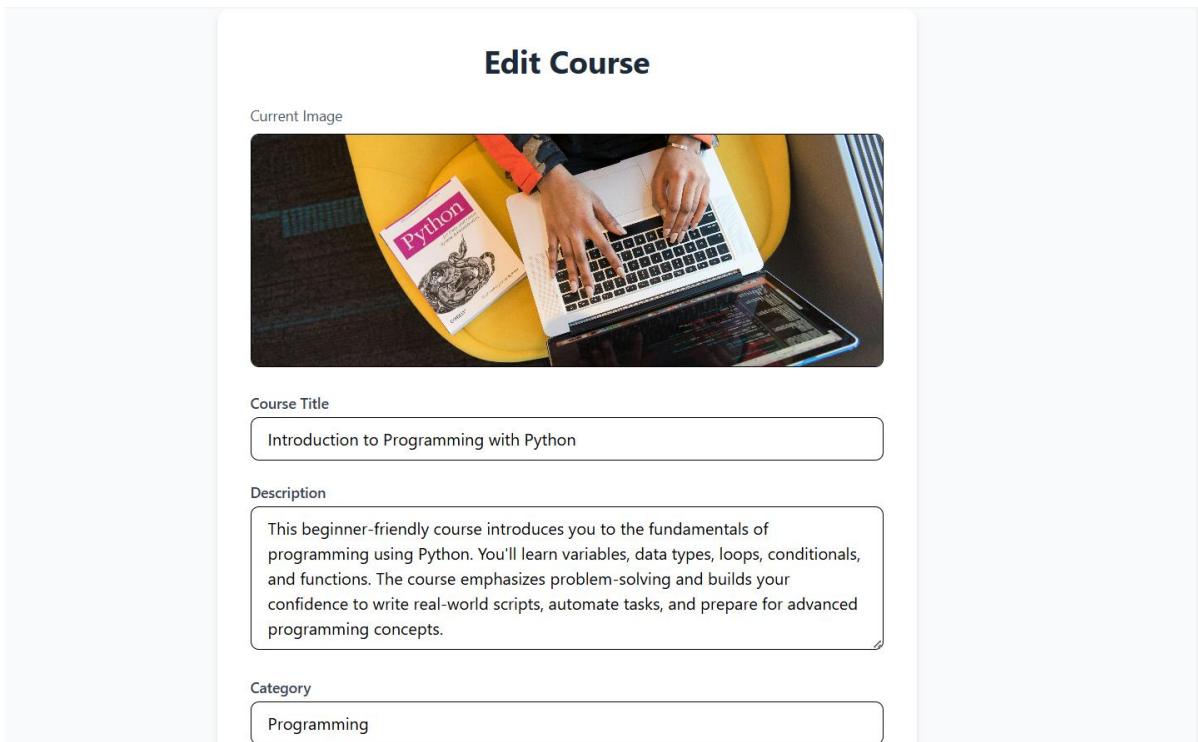 Edit Course
Current Image
Python
O'REILLY
Course Title
Introduction to Programming with Python
Description
This beginner-friendly course introduces you to the fundamentals of
programming using Python. You'll learn variables, data types, loops, conditionals,
and functions. The course emphasizes problem-solving and builds your
confidence to write real-world scripts, automate tasks, and prepare for advanced
programming concepts.
Category
Programming